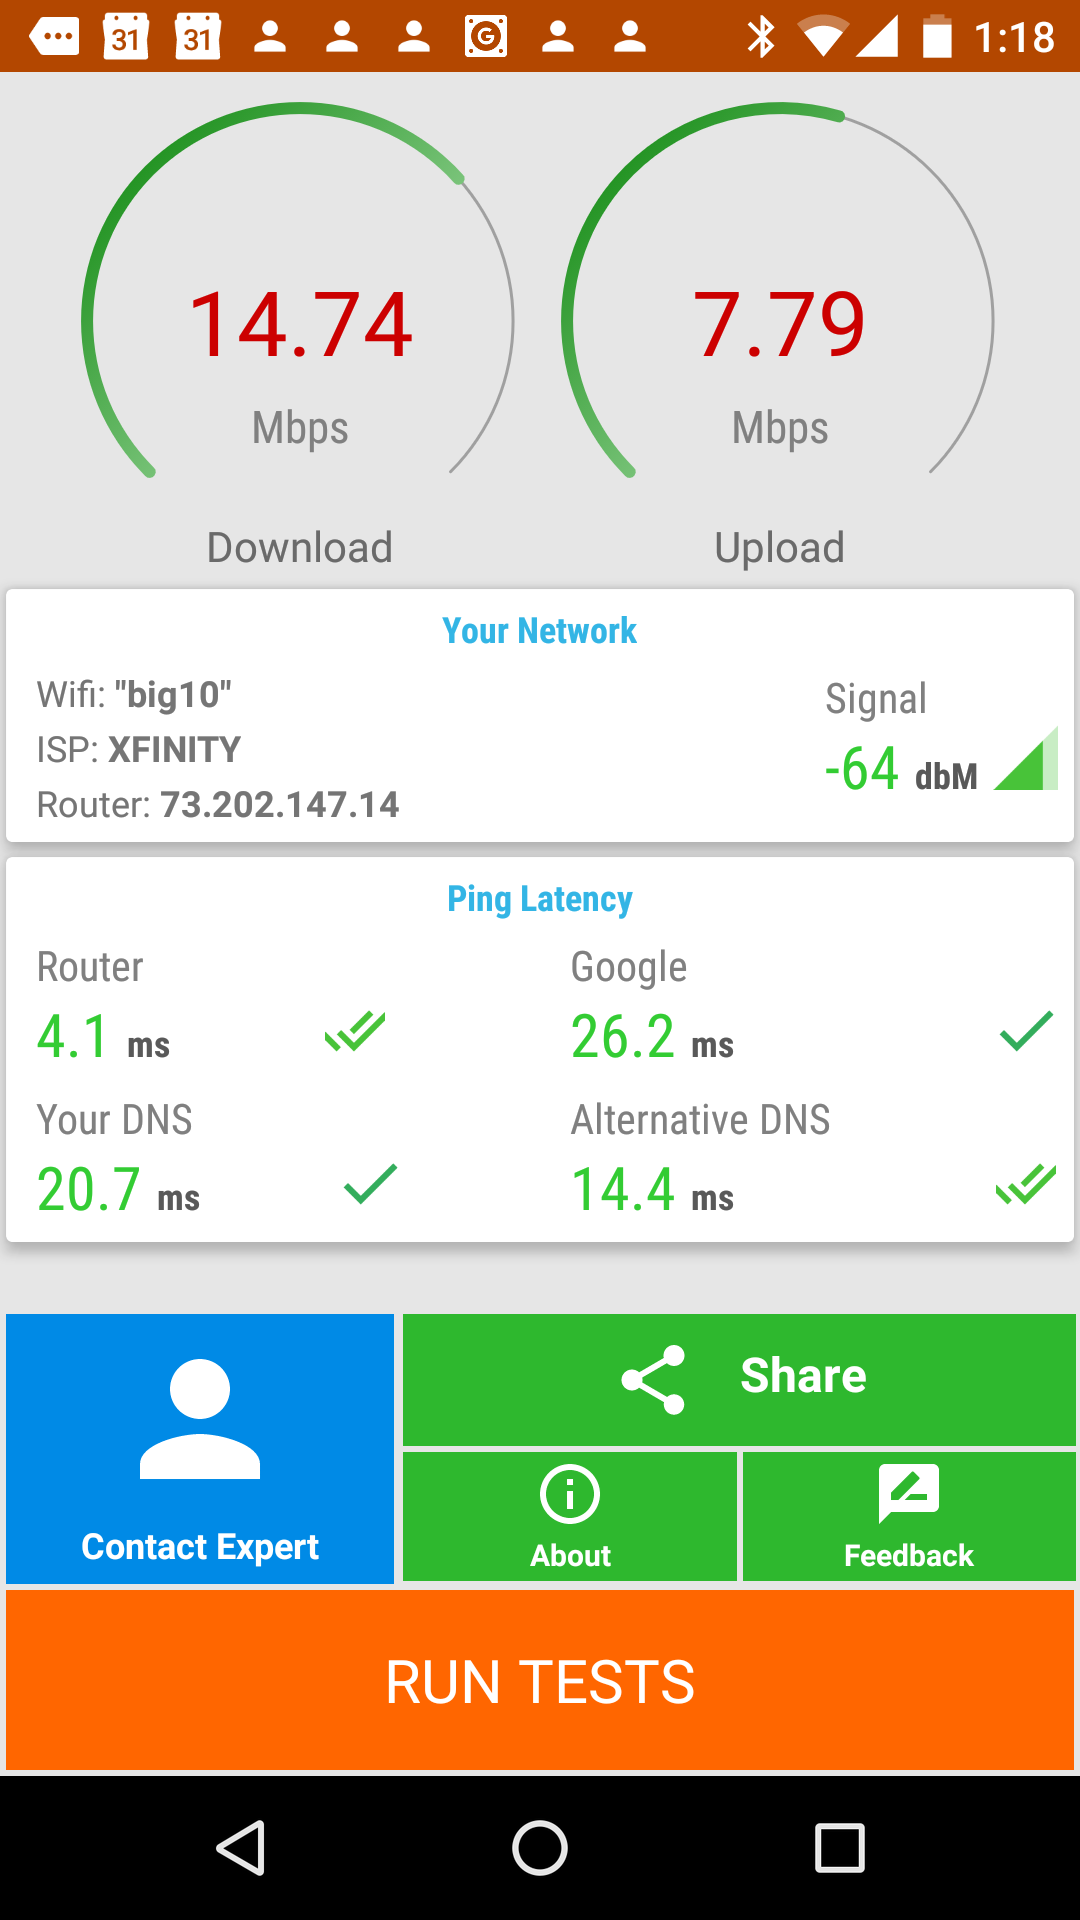 31 31 G 1:18
14.74 7.79
Mbps Mbps
Download Upload
Your Network
Wifi: "big10"
Signal
ISP: XFINITY
-64 dbM
Router: 73.202.147.14
Ping Latency
Router Google
4.1 ms 26.2 ms
Your DNS Alternative DNS
20.7 ms 14.4 ms
Share
Contact Expert
About Feedback
RUN TESTS